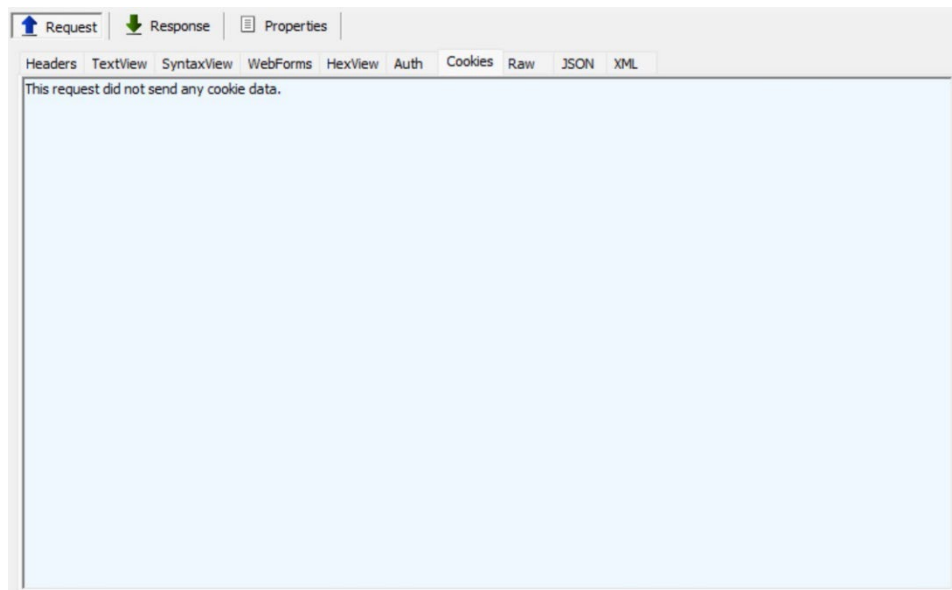 Request Response Properties
Headers TextView SyntaxView WebForms HexView Auth Cookies Raw JSON XML
This request did not send any cookie data.